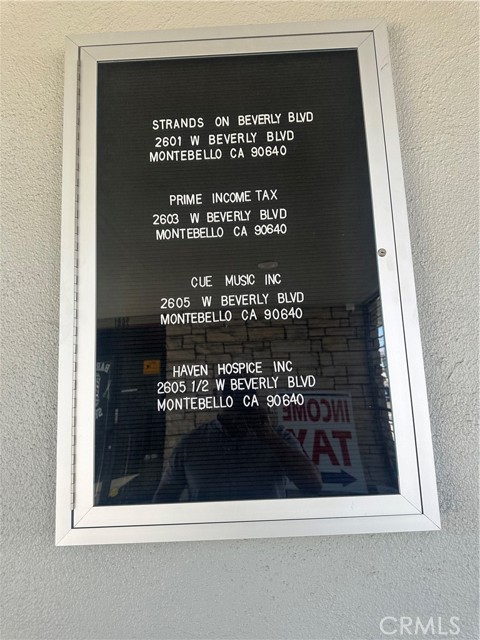 STRANDS ON BEVERLY BLVD
2601 W BEVERLY BLVD
MONTEBELLO CA 90640
PRIME INCOME TAX
2603 W BEVERLY BLVD
MONTEBELLO CA 90640
CUE MUSIC INC
2605 W BEVERLY BLVD
MONTEBELLO CA 90640
HAVEN HOSPICE INC
2605 1/2 W BEVERLY BLVD
MONTEBELLO CA 90640
INCOME
TAX
CRMLS